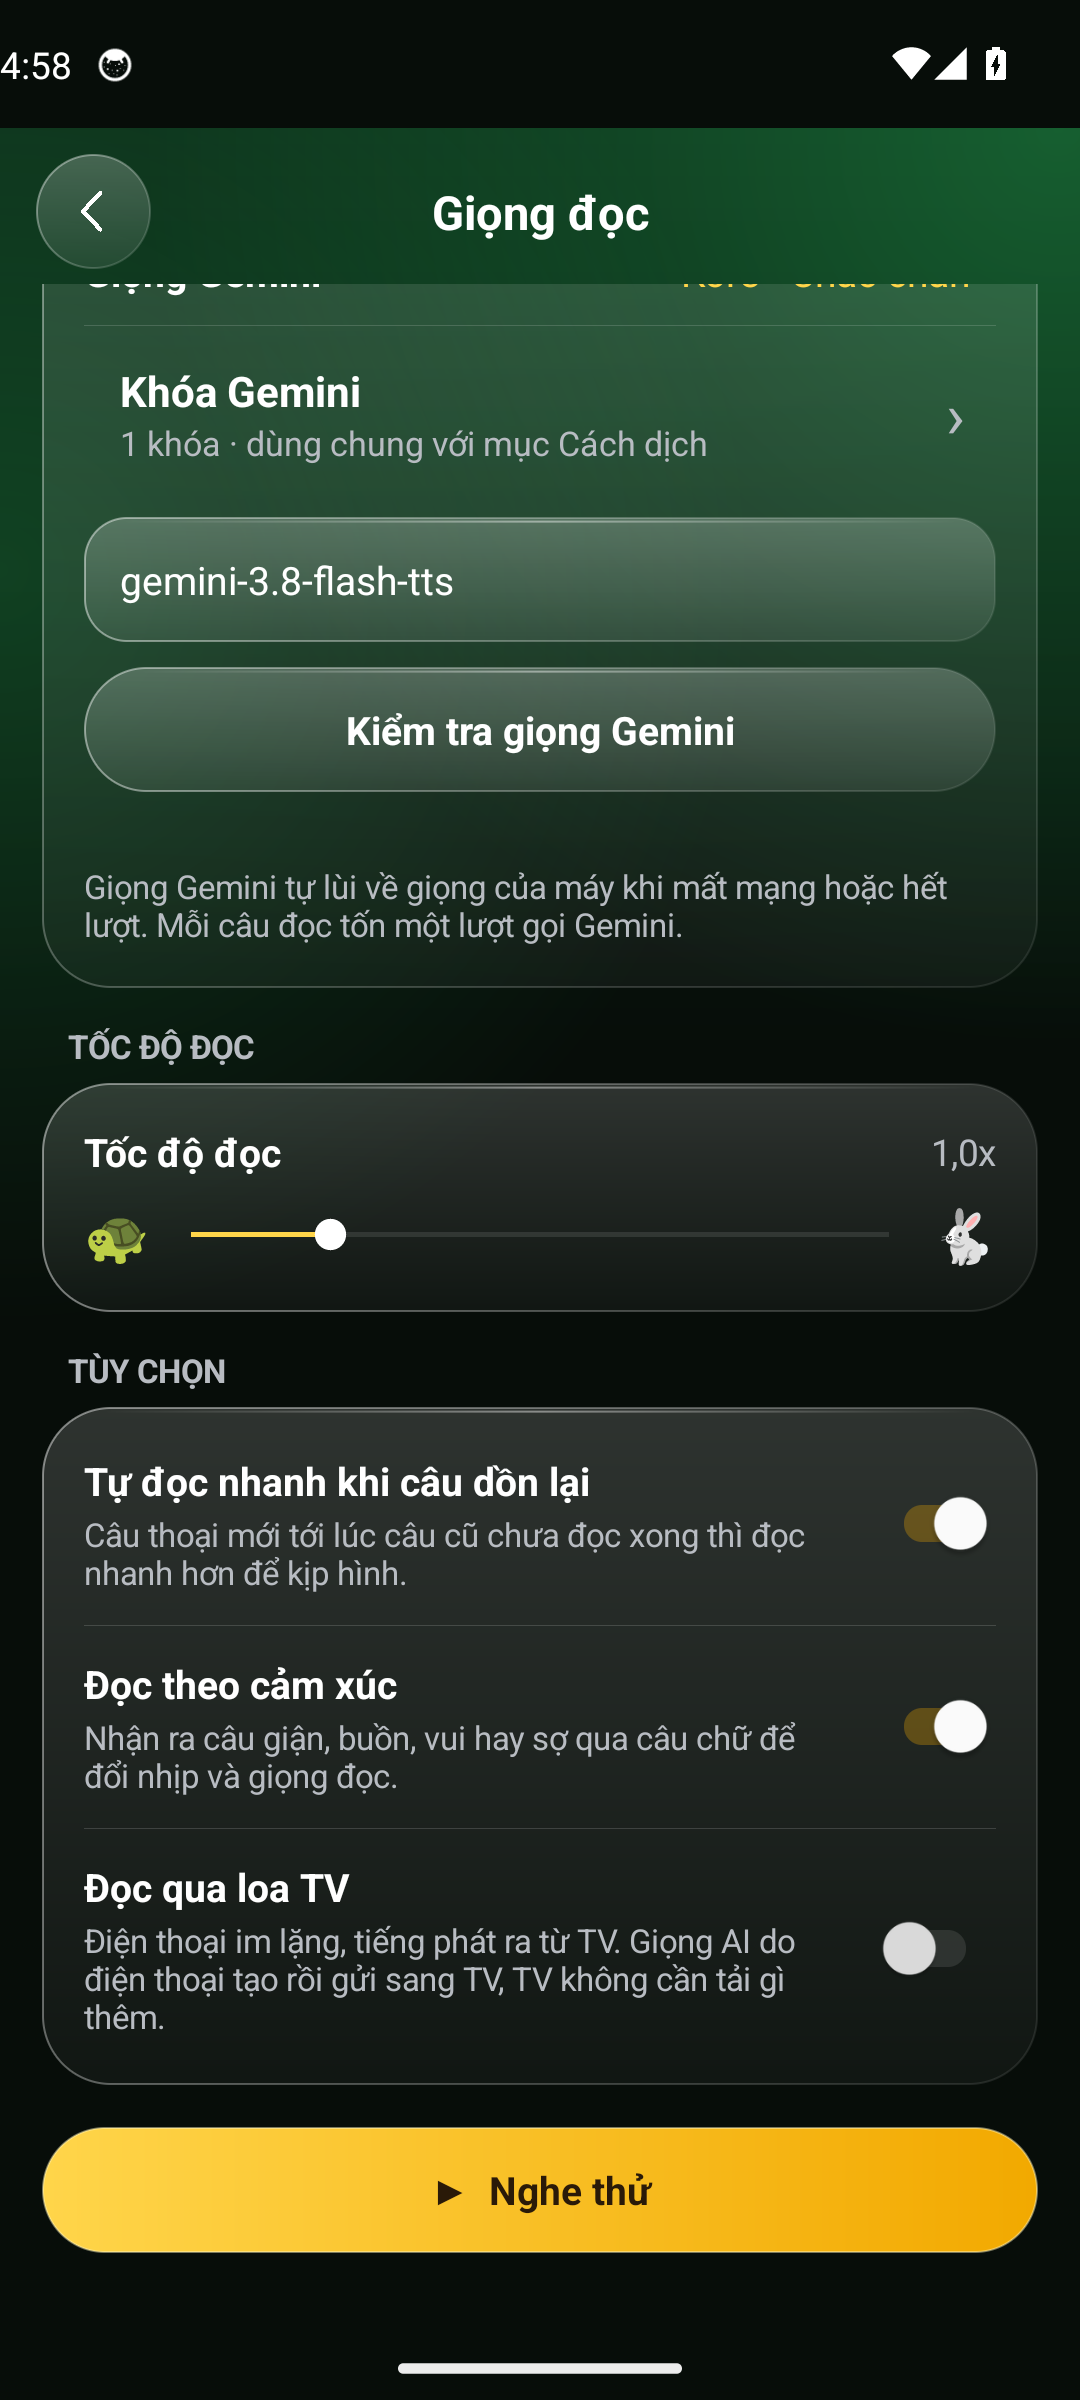 4:58
Giọng đọc
Giọng Gemini
Khóa Gemini
1 khóa · dùng chung với mục Cách dịch
›
gemini-3.8-flash-tts
Kiểm tra giọng Gemini
Giọng Gemini tự lùi về giọng của máy khi mất mạng hoặc hết
lượt. Mỗi câu đọc tốn một lượt gọi Gemini.
TỐC ĐỘ ĐỌC
Tốc độ đọc 1,0x
TÙY CHỌN
Tự đọc nhanh khi câu dồn lại
Câu thoại mới tới lúc câu cũ chưa đọc xong thì đọc
nhanh hơn để kịp hình.
Đọc theo cảm xúc
Nhận ra câu giận, buồn, vui hay sợ qua câu chữ để
đổi nhịp và giọng đọc.
Đọc qua loa TV
Điện thoại im lặng, tiếng phát ra từ TV. Giọng AI do
điện thoại tạo rồi gửi sang TV, TV không cần tải gì
thêm.
▶ Nghe thử